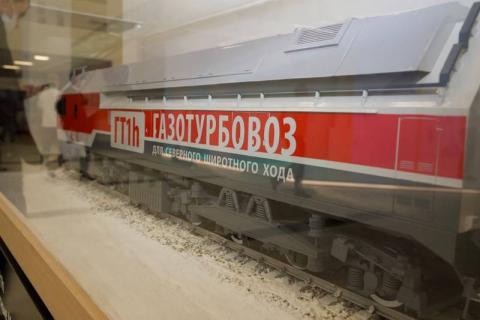 ГТ1h ГАЗОТУРБОВОЗ
ДЛЯ СЕВЕРНОГО ШИРОТНОГО ХОДА